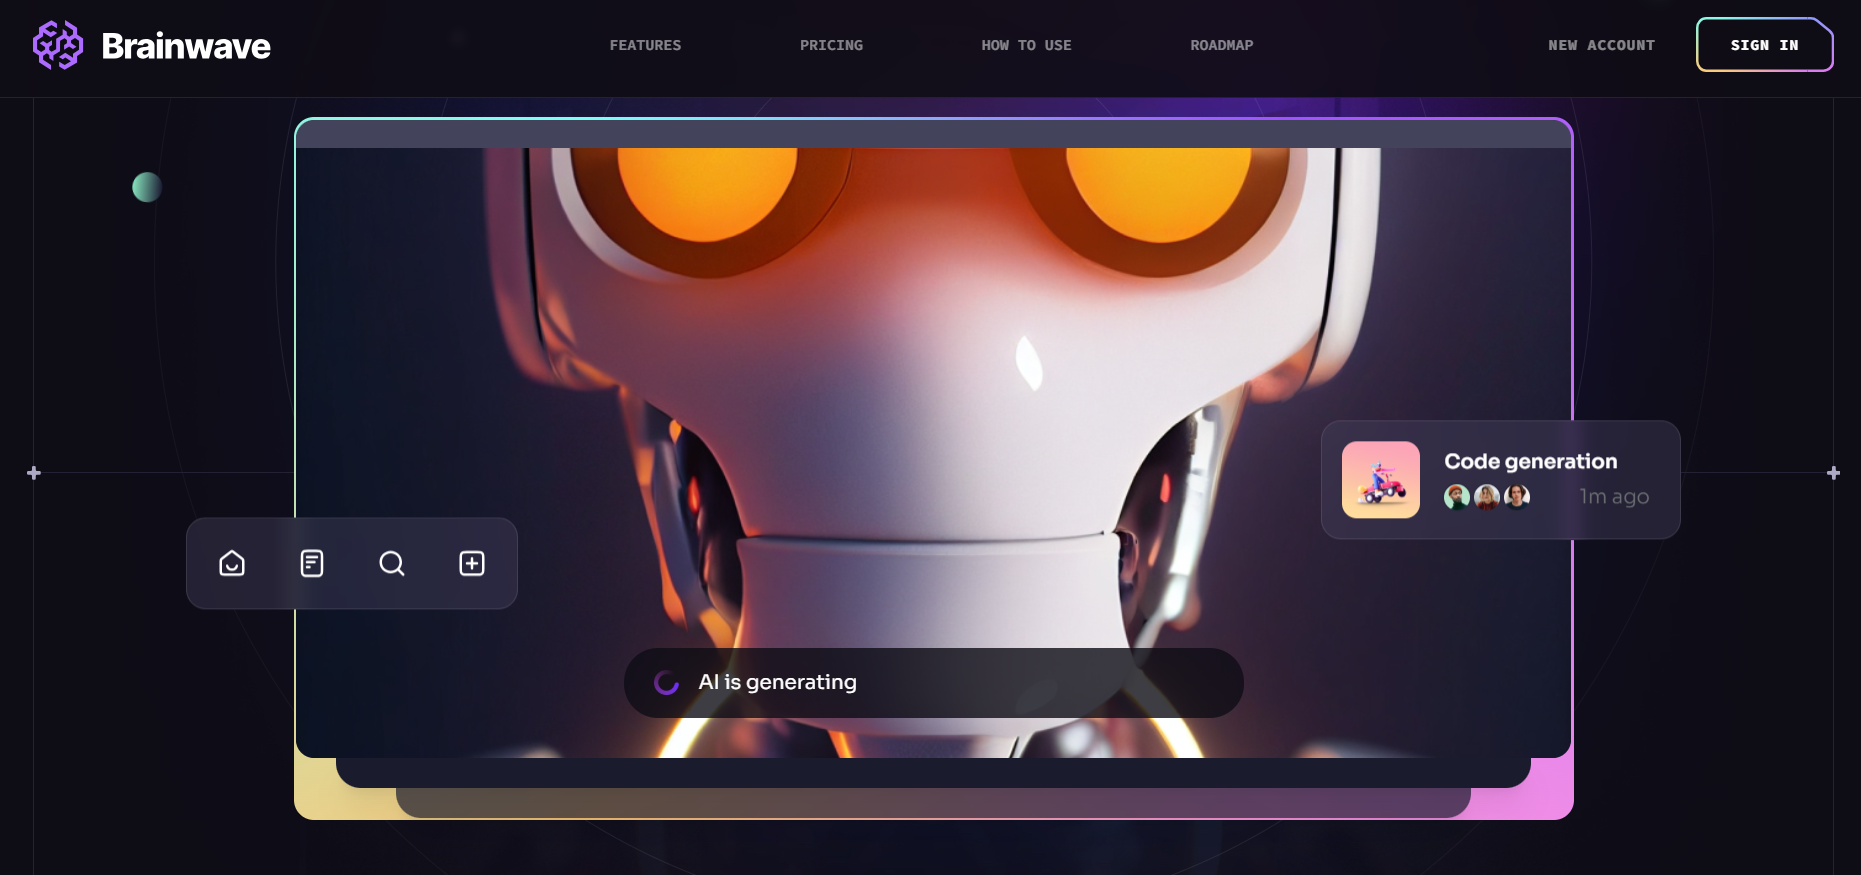 Brainwave
FEATURES
PRICING
HOW TO USE
ROADMAP
NEW ACCOUNT
SIGN IN
Code generation
1m ago
AI is generating